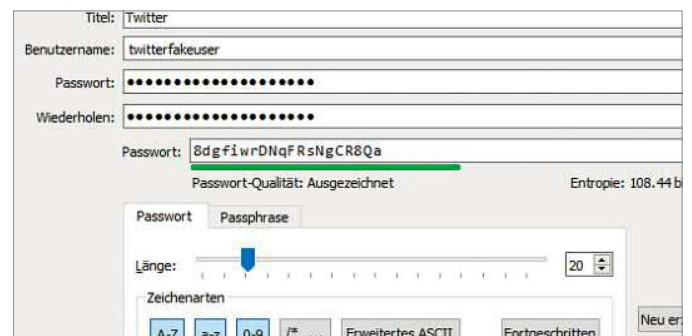 Titel: Twitter
Benutzername: twitterfakeuser
Passwort: ●●●●●●●●●●●●●●●●●●●●
Wiederholen: ●●●●●●●●●●●●●●●●●●●●
Passwort: 8dgfiwrDNqFRsNgCR8Qa
Passwort-Qualität: Ausgezeichnet Entropie: 108.44 b
Passwort Passphrase
Länge: 20
Zeichenarten
A-Z a-z 0-9 /* ... Erweitertes ASCII Fortgeschritten
Neu er